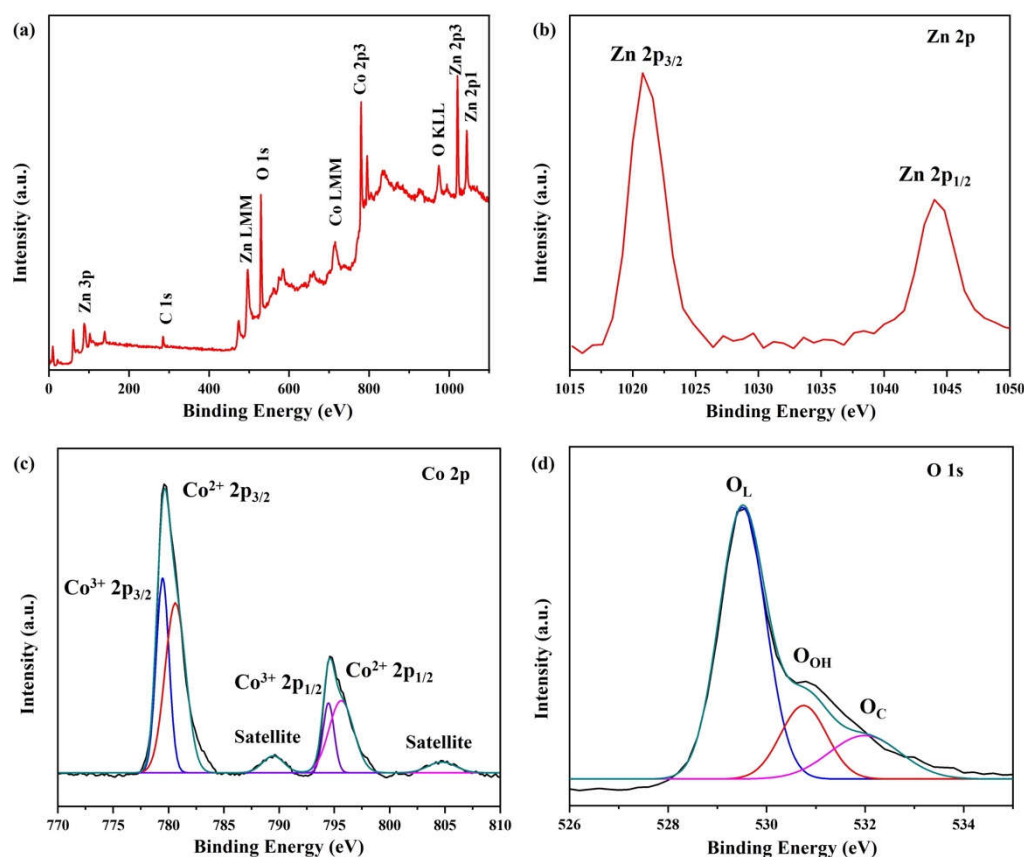 (a)
Intensity (a.u.)
Zn 3p
C 1s
Zn LMM
O 1s
Co LMM
Co 2p3
O KLL
Zn 2p3
Zn 2p1
0 200 400 600 800 1000
Binding Energy (eV)
(b)
Zn 2p
Intensity (a.u.)
Zn 2p3/2
Zn 2p1/2
1015 1020 1025 1030 1035 1040 1045 1050
Binding Energy (eV)
(c)
Co 2p
Intensity (a.u.)
Co2+ 2p3/2
Co3+ 2p3/2
Co3+ 2p1/2
Co2+ 2p1/2
Satellite
Satellite
770 775 780 785 790 795 800 805 810
Binding Energy (eV)
(d)
O 1s
Intensity (a.u.)
OL
OOH
OC
526 528 530 532 534
Binding Energy (eV)